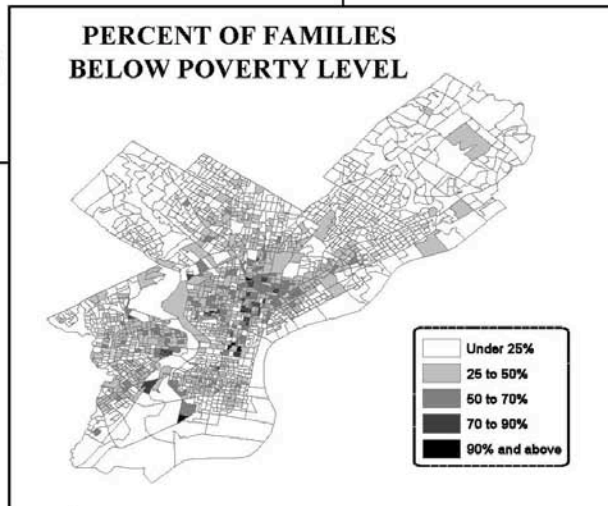 PERCENT OF FAMILIES
BELOW POVERTY LEVEL
Under 25%
25 to 50%
50 to 70%
70 to 90%
90% and above